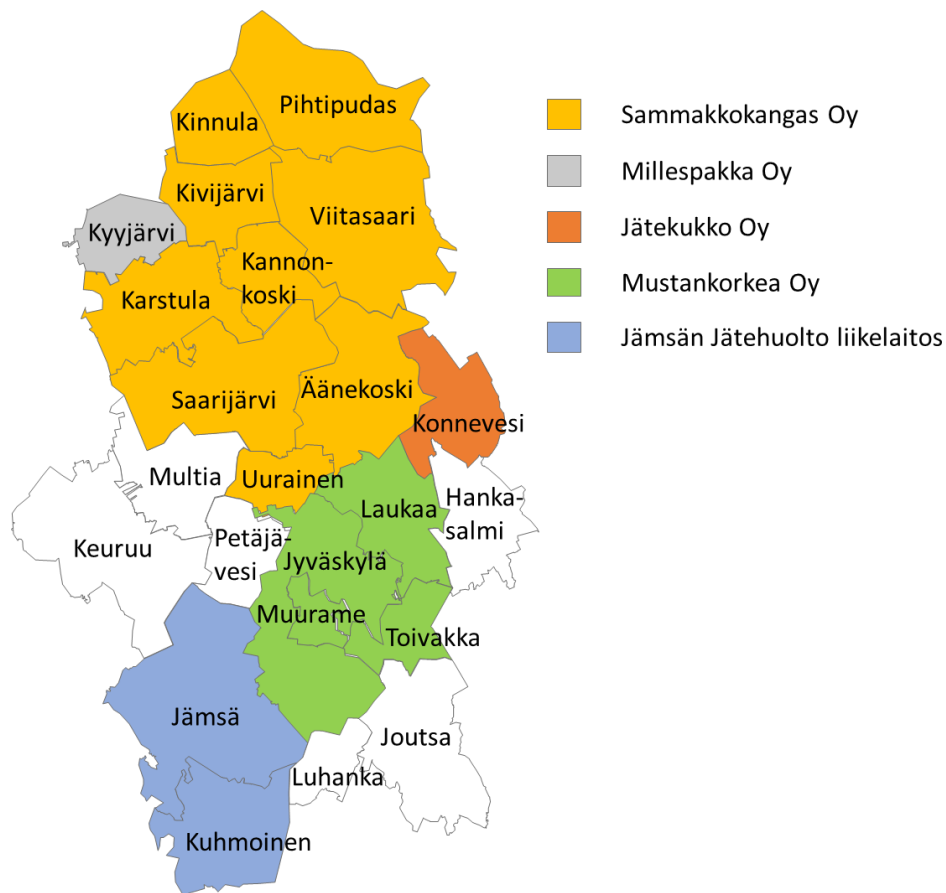 Pihtipudas
Kinnula
Kivijärvi
Viitasaari
Kyyjärvi
Kannon-
koski
Karstula
Äänekoski
Saarijärvi
Konnevesi
Multia
Uurainen
Hanka-
salmi
Laukaa
Keuruu
Petäjä-
vesi
Jyväskylä
Muurame
Toivakka
Jämsä
Joutsa
Luhanka
Kuhmoinen
Sammakkokangas Oy
Millespakka Oy
Jätekukko Oy
Mustankorkea Oy
Jämsän Jätehuolto liikelaitos